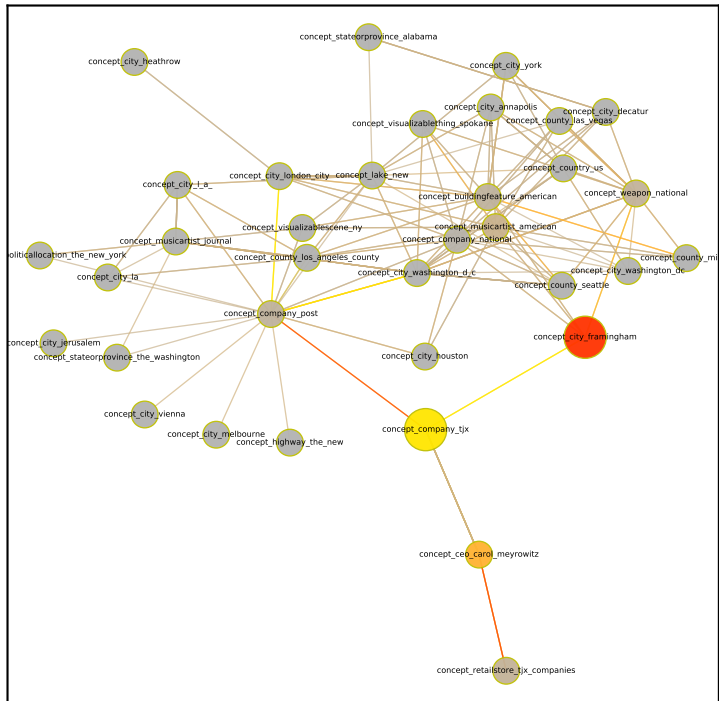 concept_stateorprovince_alabama
concept_city_heathrow
concept_city_york
concept_city_annapolis
concept_city_decatur
concept_county_las_vegas
concept_visualizablething_spokane
concept_country_us
concept_city_london_city
concept_lake_new
concept_city_l_a_
concept_weapon_national
concept_buildingfeature_american
concept_visualizablescene_ny
concept_musicartist_american
concept_musicartist_journal
concept_company_national
oliticallocation_the_new_york
concept_county_los_angeles_county
concept_county_mi
concept_city_washington_d_c
concept_city_washington_dc
concept_city_la
concept_county_seattle
concept_company_post
concept_city_framingham
concept_city_jerusalem
concept_stateorprovince_the_washington
concept_city_houston
concept_city_vienna
concept_company_tjx
concept_city_melbourne
concept_highway_the_new
concept_ceo_carol_meyrowitz
concept_retailstore_tjx_companies